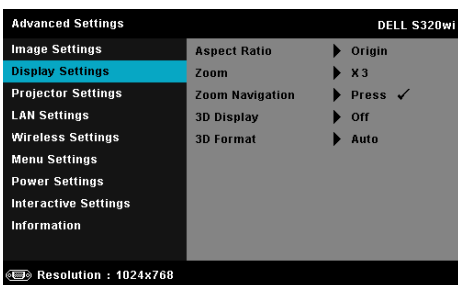 Advanced Settings DELL S320wi
Image Settings Aspect Ratio Origin
Display Settings Zoom X3
Projector Settings Zoom Navigation Press ✓
LAN Settings 3D Display Off
Wireless Settings 3D Format Auto
Menu Settings
Power Settings
Interactive Settings
Information
Resolution : 1024x768